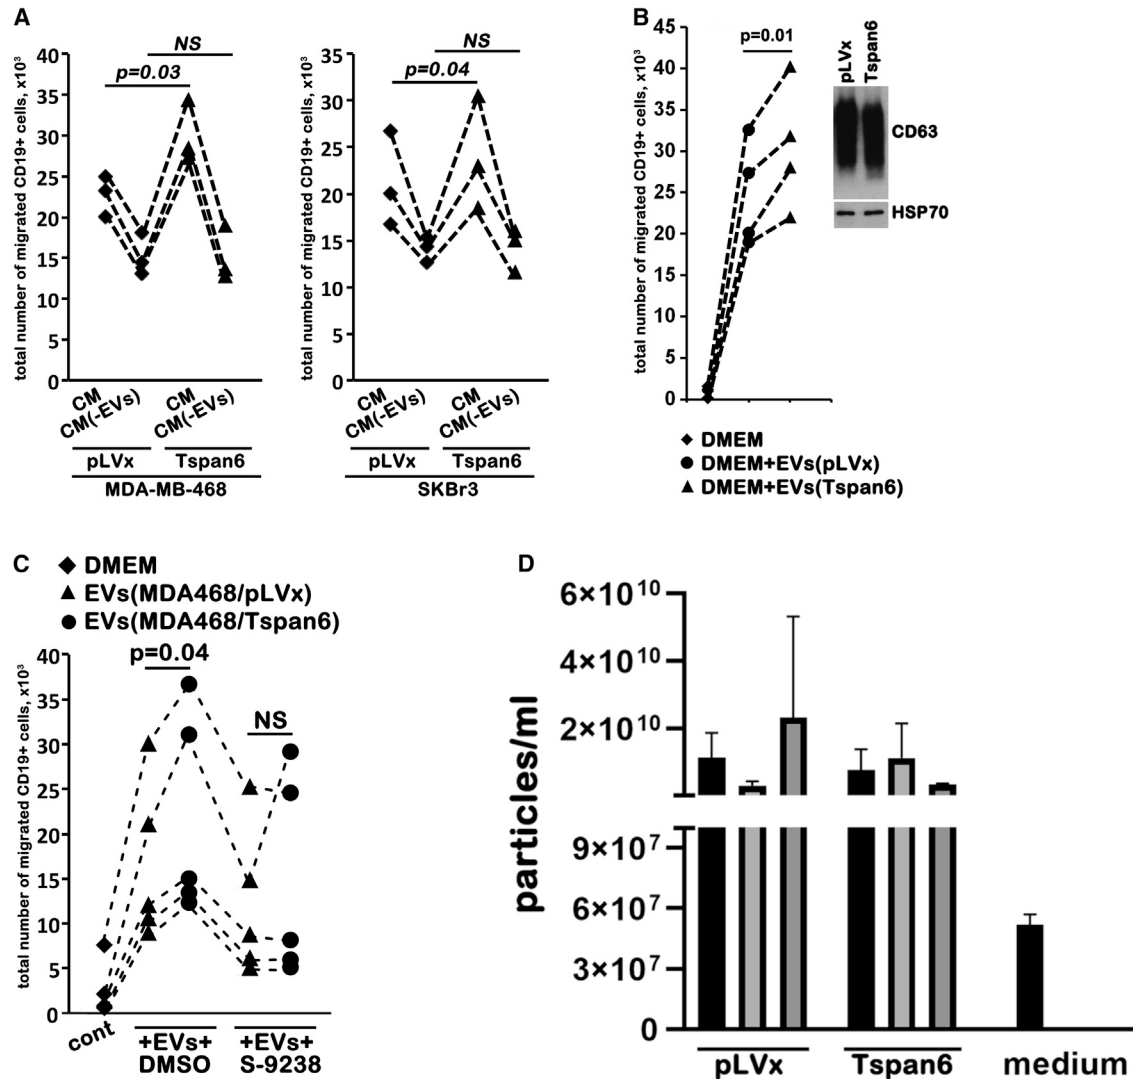 A
total number of migrated CD19+ cells, x10³
40
35
30
25
20
15
10
5
0
NS
p=0.03
CM
CM(-EVs)
CM
CM(-EVs)
pLVx
Tspan6
MDA-MB-468
total number of migrated CD19+ cells, x10³
35
30
25
20
15
10
5
0
NS
p=0.04
CM
CM(-EVs)
CM
CM(-EVs)
pLVx
Tspan6
SKBr3
B
total number of migrated CD19+ cells, x10³
45
40
35
30
25
20
15
10
5
0
p=0.01
pLVx
Tspan6
CD63
HSP70
DMEM
DMEM+EVs(pLVx)
DMEM+EVs(Tspan6)
C
DMEM
EVs(MDA468/pLVx)
EVs(MDA468/Tspan6)
total number of migrated CD19+ cells, x10³
40
35
30
25
20
15
10
5
0
p=0.04
NS
cont
+EVs+
DMSO
+EVs+
S-9238
D
particles/ml
6×10¹⁰
4×10¹⁰
2×10¹⁰
9×10⁷
6×10⁷
3×10⁷
0
pLVx
Tspan6
medium